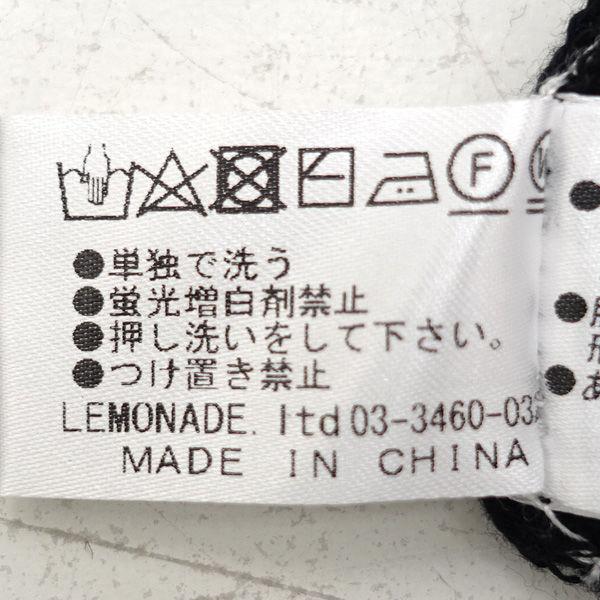 F
●単独で洗う
●蛍光増白剤禁止
●押し洗いをして下さい。
●つけ置き禁止
LEMONADE. ltd 03-3460-03
MADE IN CHINA